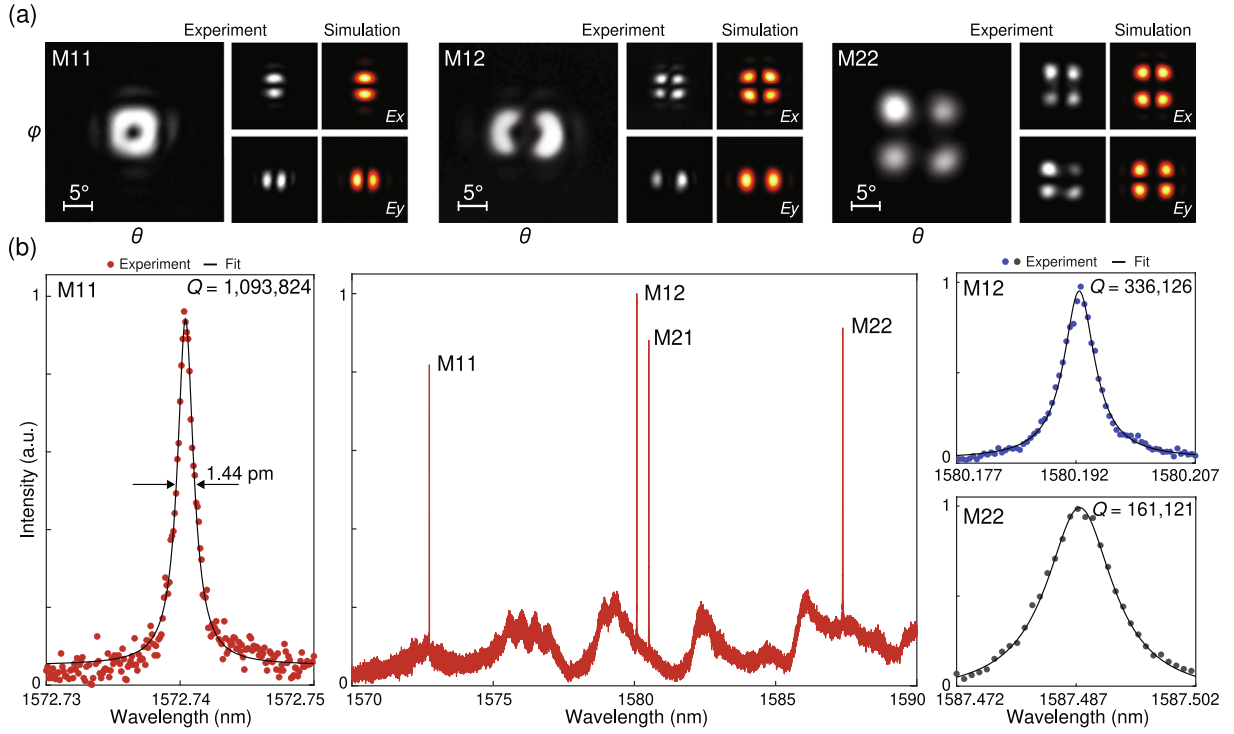 (a)
Experiment Simulation Experiment Simulation Experiment Simulation
M11 M12 M22
Ex Ex Ex
φ
5° 5° 5°
Ey Ey Ey
θ θ θ
(b)
Experiment Fit
M11
Q = 1,093,824
1
1.44 pm
Intensity (a.u.)
0
1572.73 1572.74 1572.75
Wavelength (nm)
1
M12
M21
M22
M11
0
1570 1575 1580 1585 1590
Wavelength (nm)
Experiment Fit
1
M12
Q = 336,126
0
1580.177 1580.192 1580.207
1
M22
Q = 161,121
0
1587.472 1587.487 1587.502
Wavelength (nm)